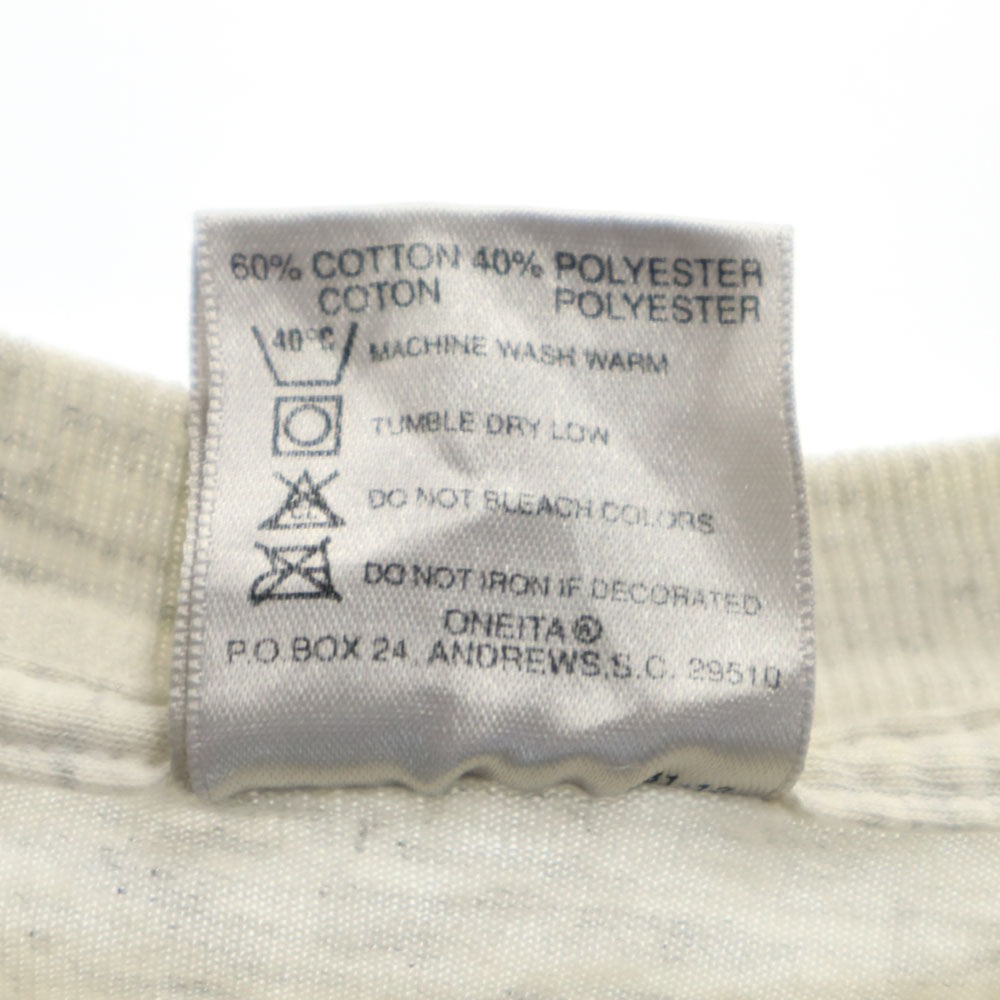 60% COTTON 40% POLYESTER
COTON POLYESTER
40°C MACHINE WASH WARM
TUMBLE DRY LOW
DO NOT BLEACH COLORS
DO NOT IRON IF DECORATED
ONEITA®
P.O. BOX 24, ANDREWS, S.C. 29510